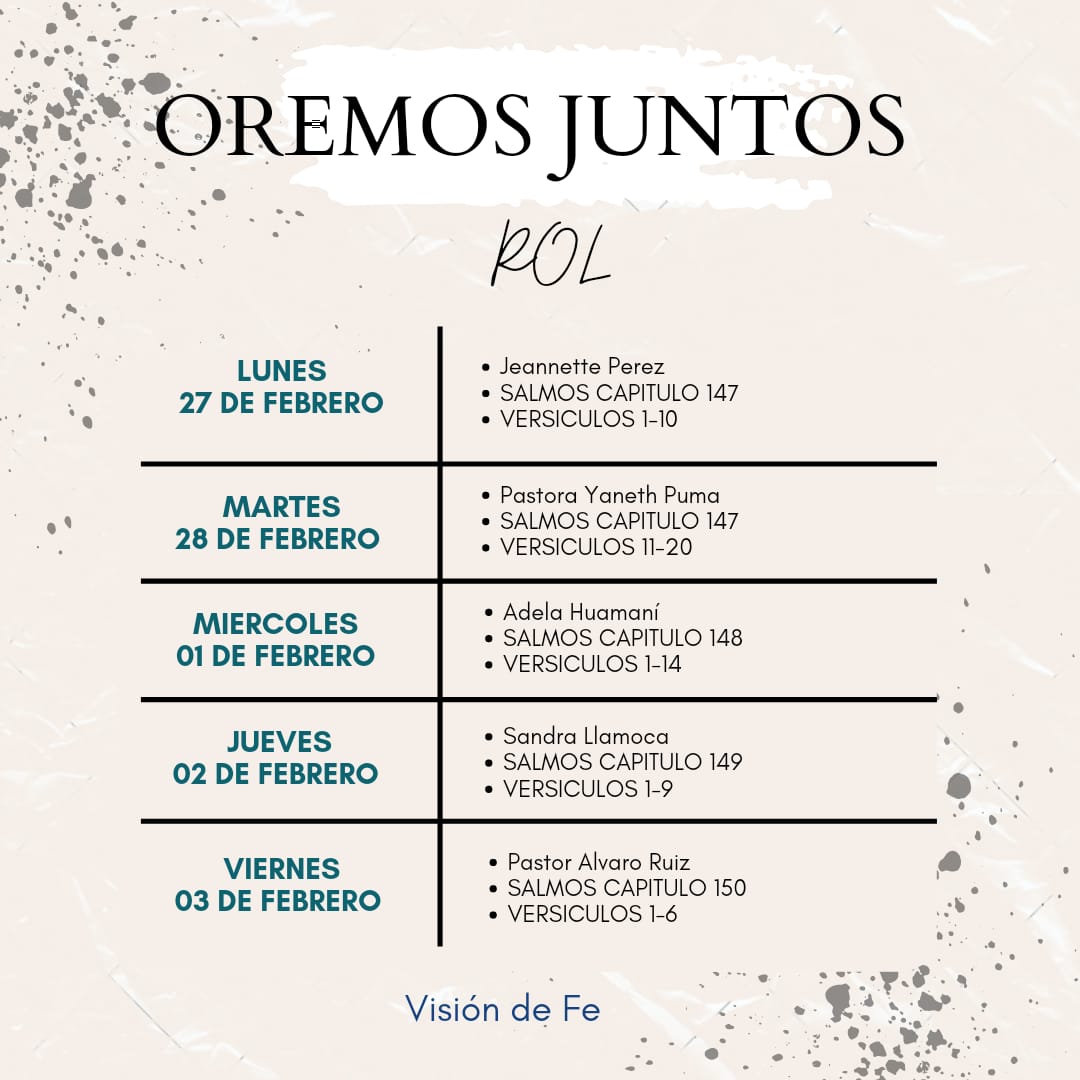 OREMOS JUNTOS
ROL
LUNES
27 DE FEBRERO
• Jeannette Perez
• SALMOS CAPITULO 147
• VERSICULOS 1-10
MARTES
28 DE FEBRERO
• Pastora Yaneth Puma
• SALMOS CAPITULO 147
• VERSICULOS 11-20
MIERCOLES
01 DE FEBRERO
• Adela Huamaní
• SALMOS CAPITULO 148
• VERSICULOS 1-14
JUEVES
02 DE FEBRERO
• Sandra Llamoca
• SALMOS CAPITULO 149
• VERSICULOS 1-9
VIERNES
03 DE FEBRERO
• Pastor Alvaro Ruiz
• SALMOS CAPITULO 150
• VERSICULOS 1-6
Visión de Fe